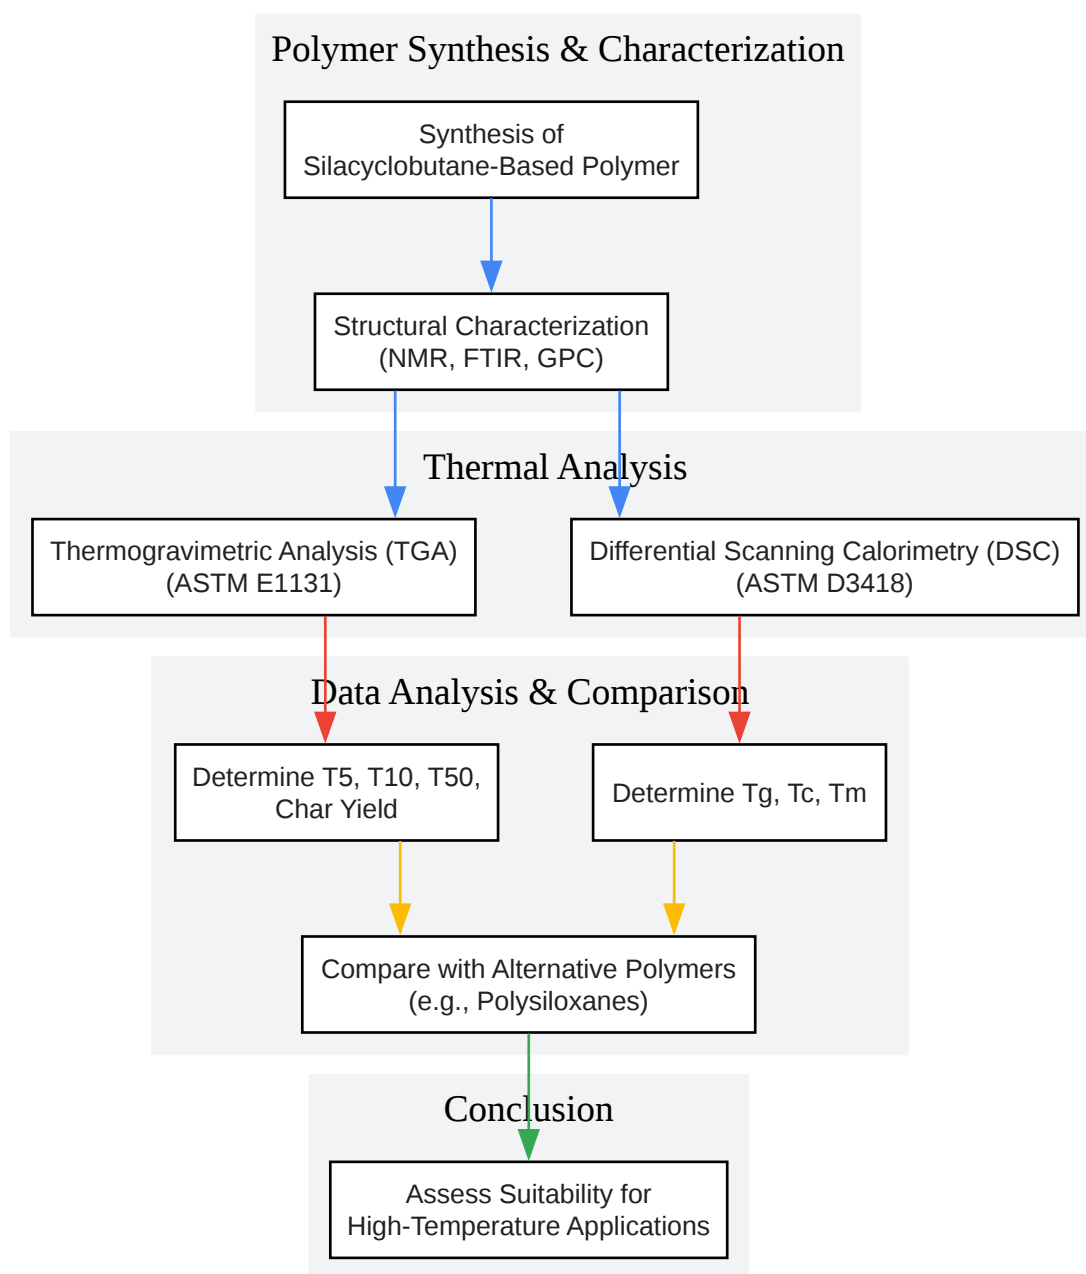 Polymer Synthesis & Characterization
Synthesis of
Silacyclobutane-Based Polymer
Structural Characterization
(NMR, FTIR, GPC)
Thermal Analysis
Thermogravimetric Analysis (TGA)
(ASTM E1131)
Differential Scanning Calorimetry (DSC)
(ASTM D3418)
Data Analysis & Comparison
Determine T5, T10, T50,
Char Yield
Determine Tg, Tc, Tm
Compare with Alternative Polymers
(e.g., Polysiloxanes)
Conclusion
Assess Suitability for
High-Temperature Applications